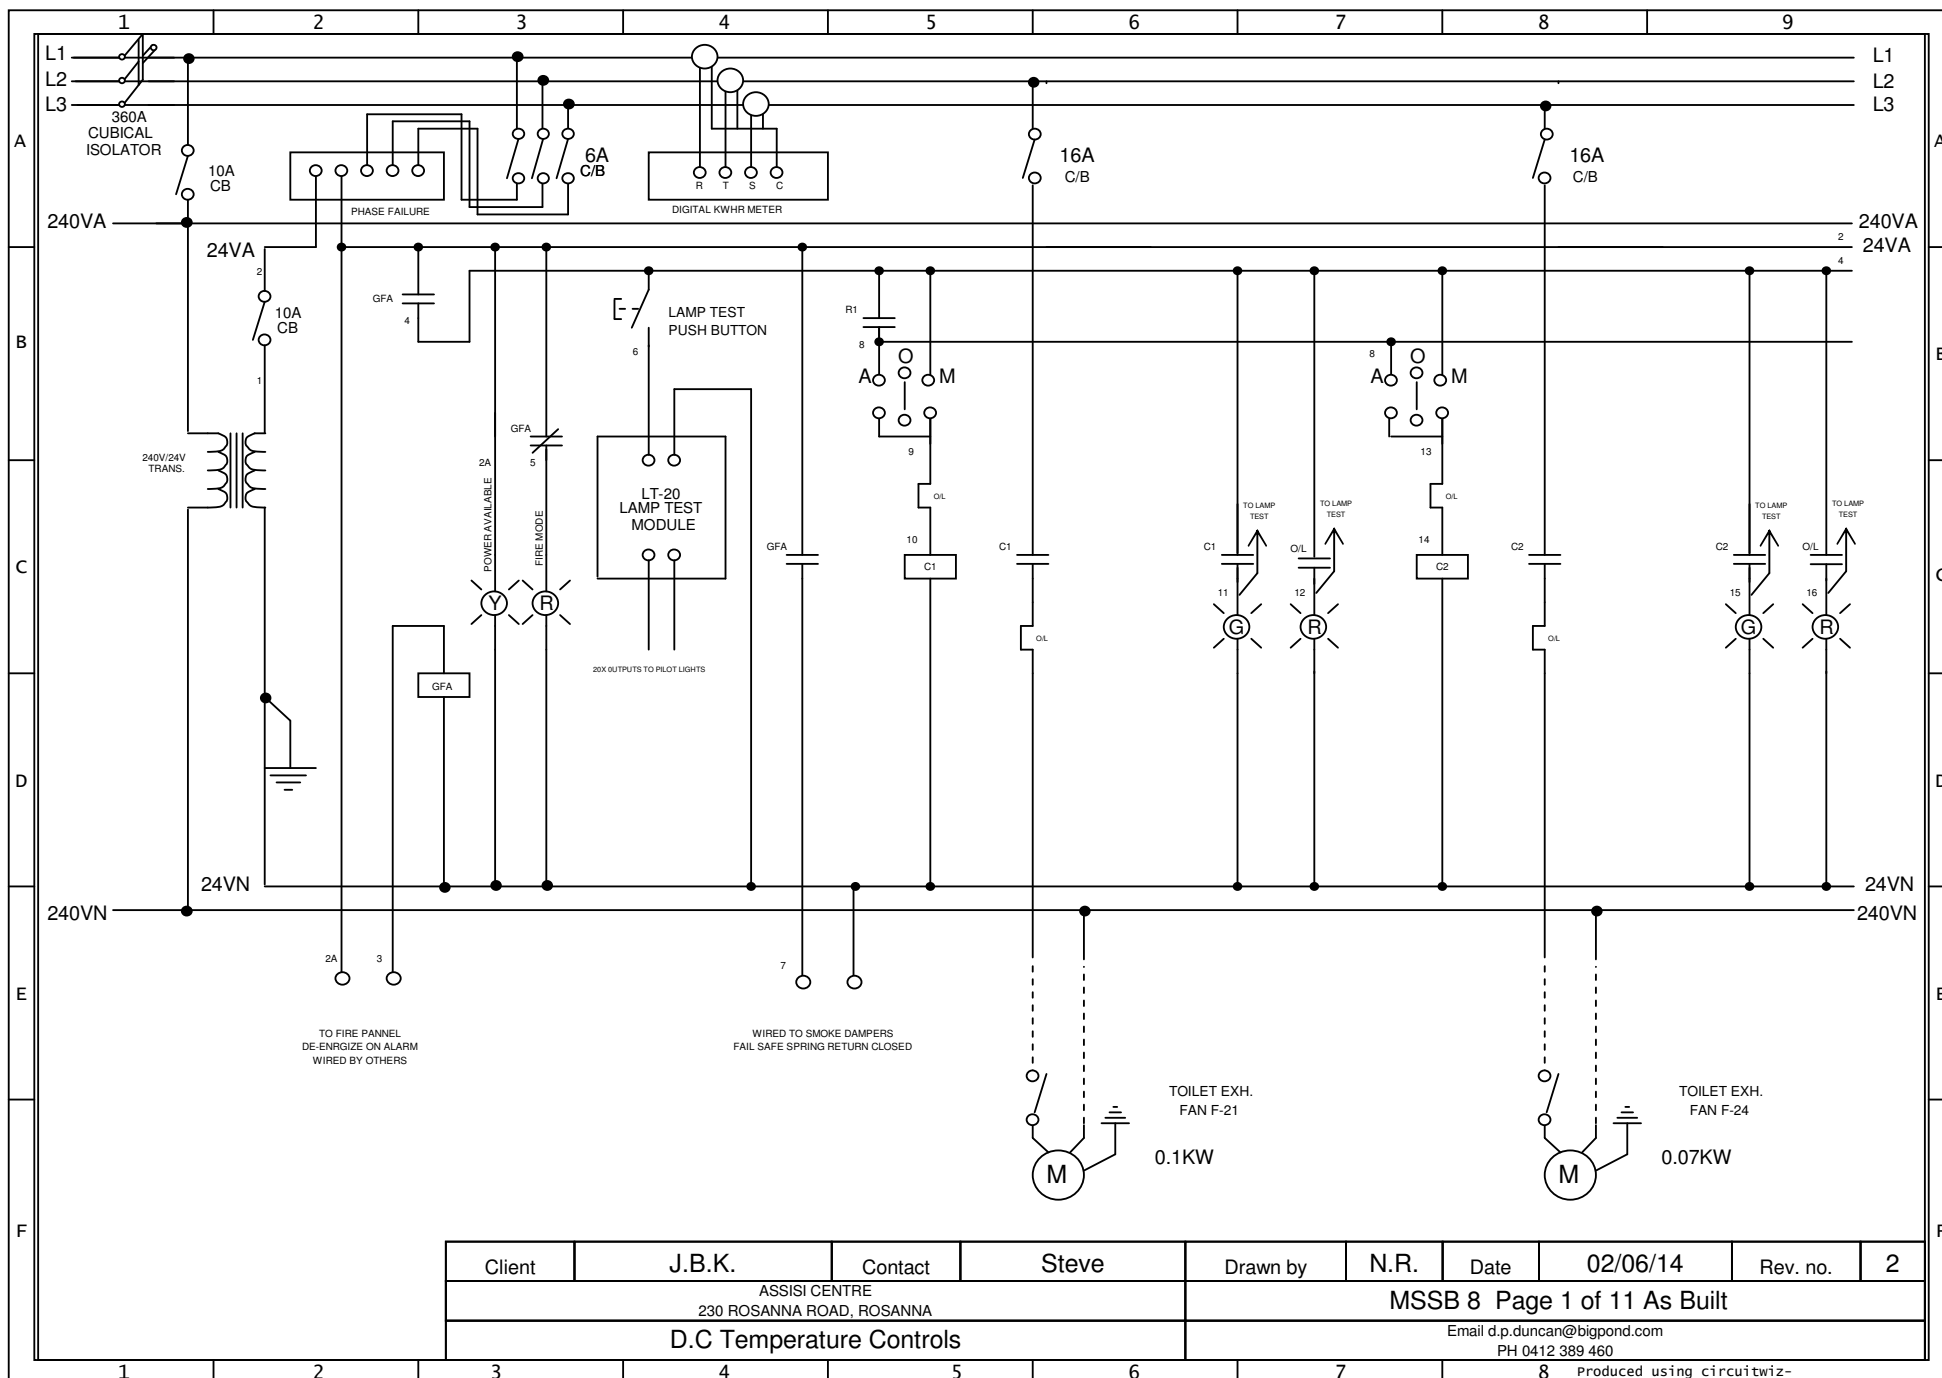 1 2 3 4 5 6 7 8 9
L1 L1
L2 L2
L3 L3
360A
CUBICAL
ISOLATOR
A
10A
CB
PHASE FAILURE
6A
C/B
R T S C
DIGITAL KWHR METER
16A
C/B
16A
C/B
240VA 240VA
24VA 2 24VA
4
B
2
10A
CB
1
GFA
4
LAMP TEST
PUSH BUTTON
6
R1
8
A O M
8
A O M
240V/24V
TRANS.
GFA
2A
5
POWER AVAILABLE
FIRE MODE
LT-20
LAMP TEST
MODULE
9
O/L
10
C1
13
O/L
14
C2
TO LAMP
TEST
TO LAMP
TEST
TO LAMP
TEST
TO LAMP
TEST
C
GFA
C1
C1
O/L
C2
C2
O/L
11
12
15
16
Y
R
G
R
G
R
O/L
O/L
20X 0UTPUTS TO PILOT LIGHTS
GFA
D
24VN 24VN
240VN 240VN
2A
3
7
E
TO FIRE PANNEL
DE-ENRGIZE ON ALARM
WIRED BY OTHERS
WIRED TO SMOKE DAMPERS
FAIL SAFE SPRING RETURN CLOSED
TOILET EXH.
FAN F-21
0.1KW
M
TOILET EXH.
FAN F-24
0.07KW
M
F
Client J.B.K. Contact Steve Drawn by N.R. Date 02/06/14 Rev. no. 2
ASSISI CENTRE
230 ROSANNA ROAD, ROSANNA
MSSB 8 Page 1 of 11 As Built
D.C Temperature Controls
Email d.p.duncan@bigpond.com
PH 0412 389 460
1 2 3 4 5 6 7 8
Produced using circuitwiz-